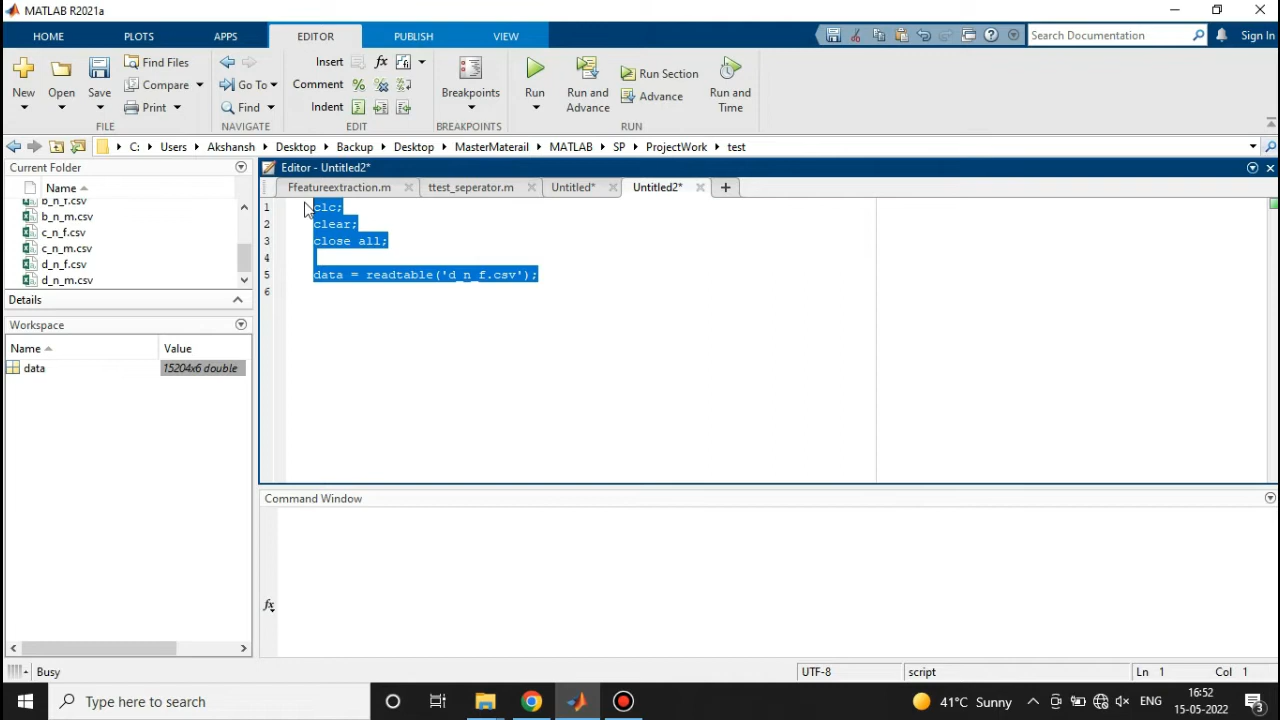 MATLAB R2021a
HOME PLOTS APPS EDITOR PUBLISH VIEW Search Documentation Sign In
New Open Save Find Files Compare Print
Go To Find
Insert fx
Comment
Indent
Breakpoints Run Run and Advance Run Section Advance Run and Time
FILE NAVIGATE EDIT BREAKPOINTS RUN
C: Users Akshansh Desktop Backup Desktop MasterMaterail MATLAB SP ProjectWork test
Current Folder
Name
b_n_f.csv
b_n_m.csv
c_n_f.csv
c_n_m.csv
d_n_f.csv
d_n_m.csv
Details
Workspace
Name Value
data 15204x6 double
Editor - Untitled2*
Ffeatureextraction.m ttest_seperator.m Untitled* Untitled2*
1 clc;
2 clear;
3 close all;
4
5 data = readtable('d_n_f.csv');
6
Command Window
fx
Busy UTF-8 script Ln 1 Col 1
Type here to search 41°C Sunny ENG 16:52
15-05-2022 3